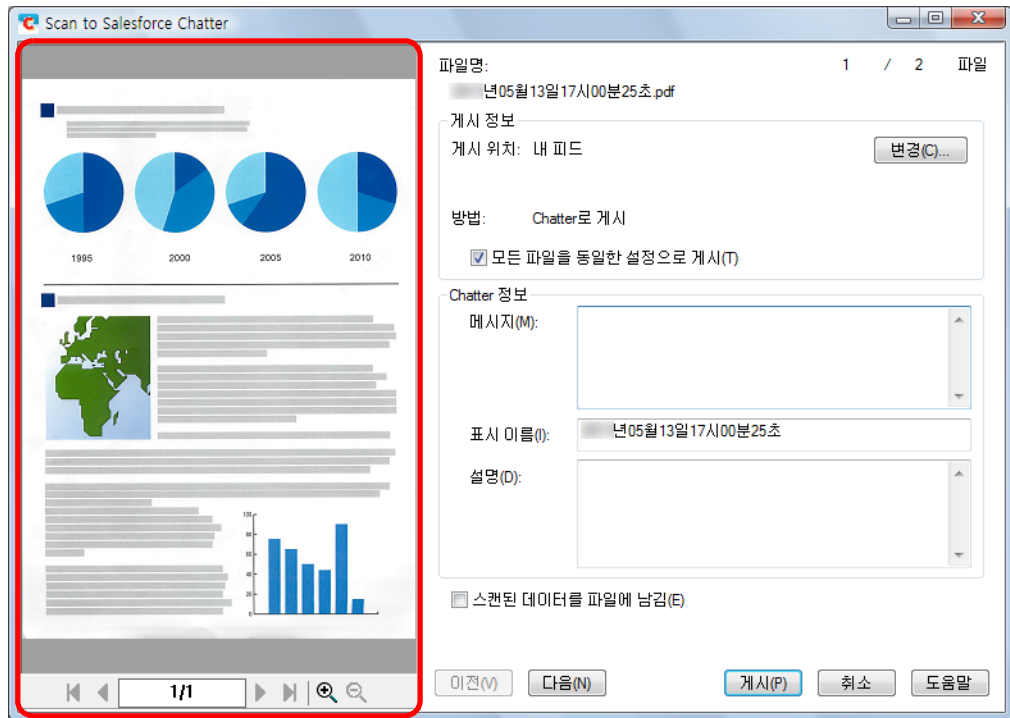 Scan to Salesforce Chatter
1995 2000 2005 2010
100
80
60
40
20
0
1/1
파일명: 1 / 2 파일
년05월13일17시00분25초.pdf
게시 정보
게시 위치: 내 피드 변경(C)...
방법: Chatter로 게시
모든 파일을 동일한 설정으로 게시(T)
Chatter 정보
메시지(M):
표시 이름(I): 년05월13일17시00분25초
설명(D):
스캔된 데이터를 파일에 남김(E)
이전(V) 다음(N) 게시(P) 취소 도움말